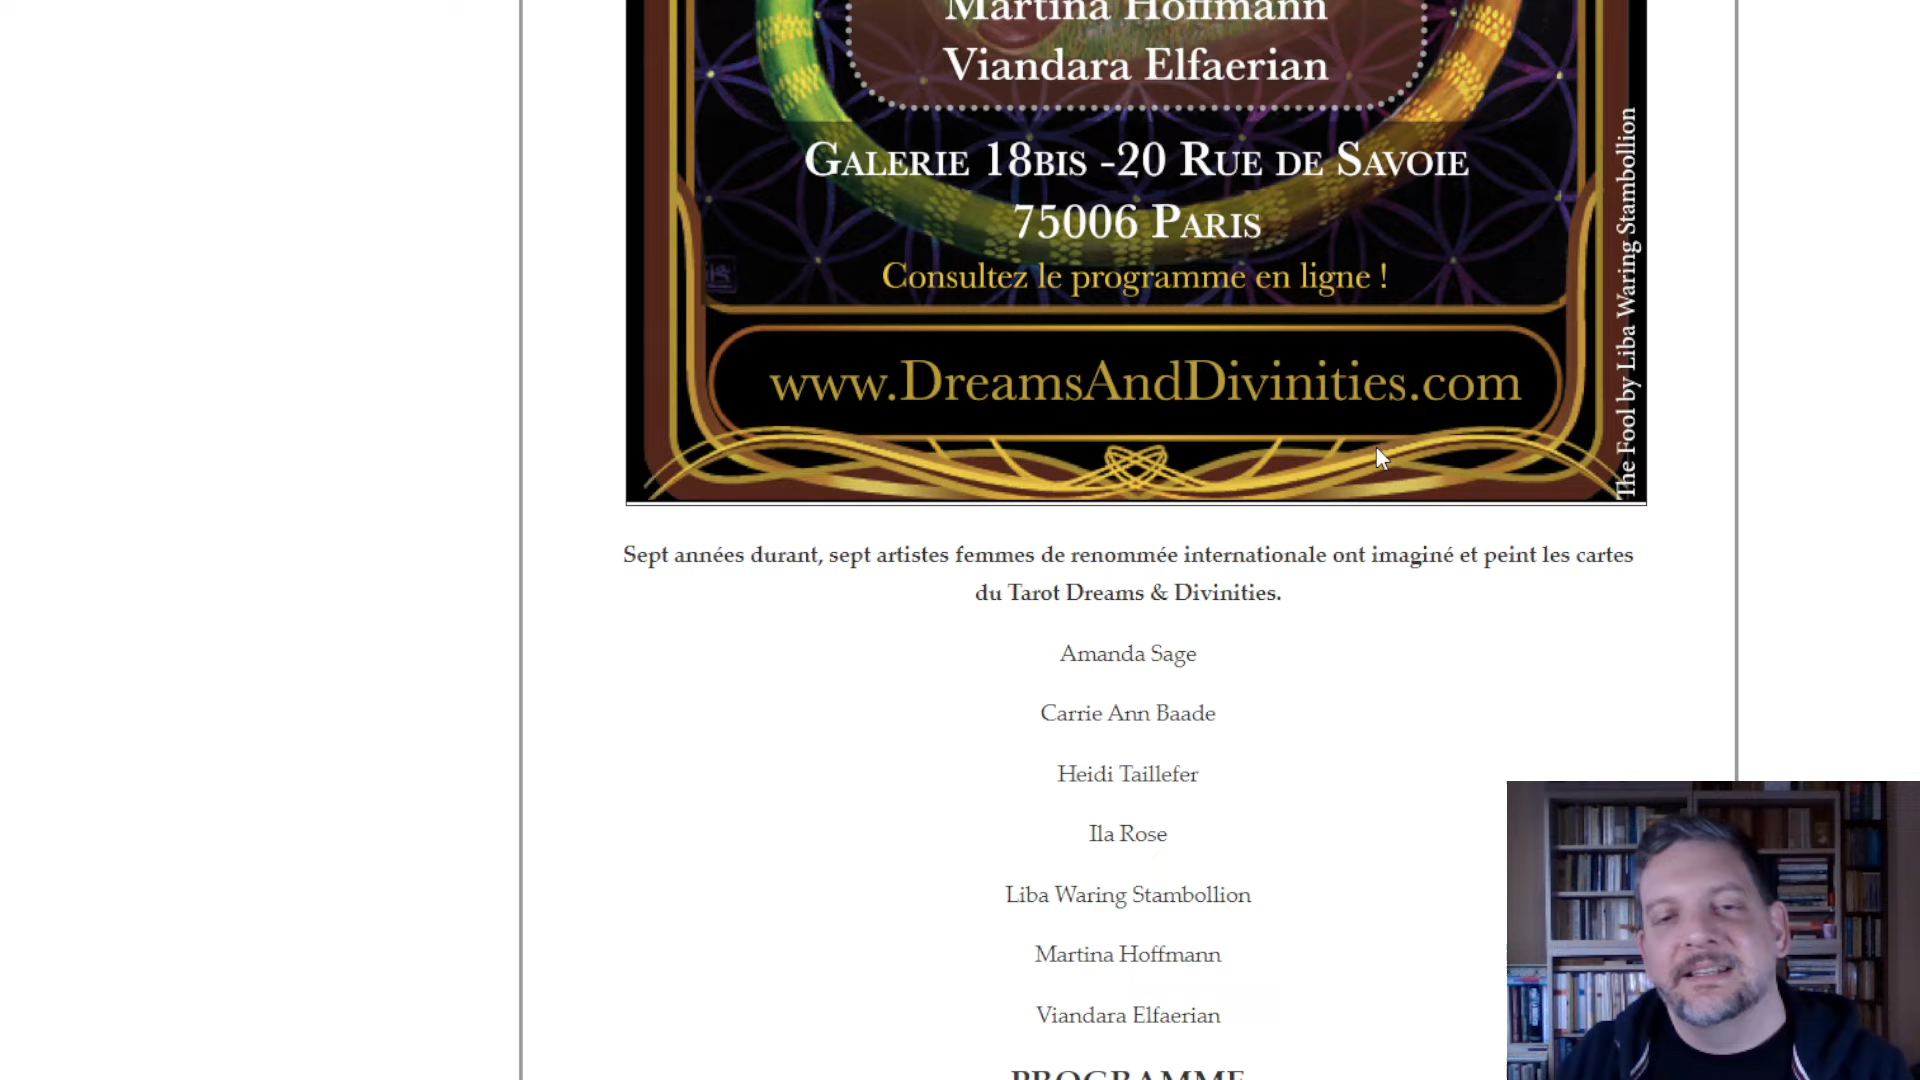 Martina Hoffmann
Viandara Elfaerian
Galerie 18bis -20 Rue de Savoie
75006 Paris
Consultez le programme en ligne !
www.DreamsAndDivinities.com
The Fool by Liba Waring Stambollion
Sept années durant, sept artistes femmes de renommée internationale ont imaginé et peint les cartes
du Tarot Dreams & Divinities.
Amanda Sage
Carrie Ann Baade
Heidi Taillefer
Ila Rose
Liba Waring Stambollion
Martina Hoffmann
Viandara Elfaerian
PROGRAMME